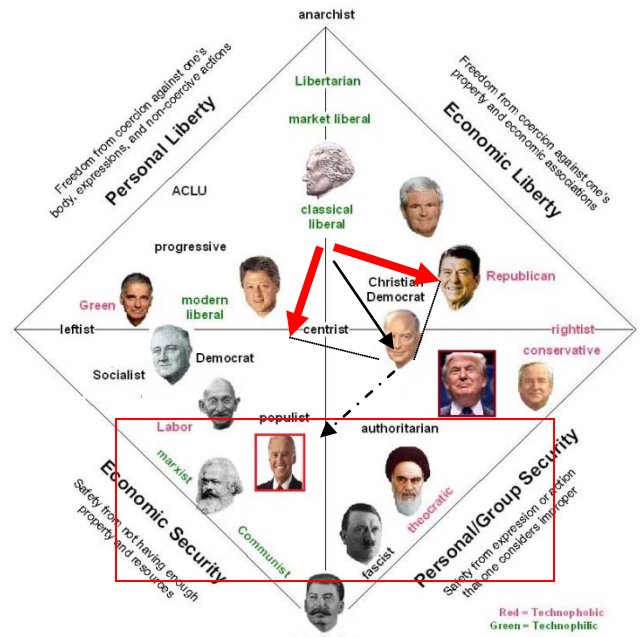 anarchist
Libertarian
market liberal
Freedom from coercion against one's
body, expressions, and non-coercive actions
Personal Liberty
Freedom from coercion against one's
property and economic associations
Economic Liberty
ACLU
classical
liberal
progressive
Christian
Democrat
Republican
Green
modern
liberal
leftist
centrist
rightist
conservative
Socialist
Democrat
Labor
populist
authoritarian
marxist
theocratic
Communist
fascist
Economic Security
Safety from not having enough
property and resources
Personal/Group Security
Safety from expression or action
that one considers improper
Red = Technophobic
Green = Technophilic